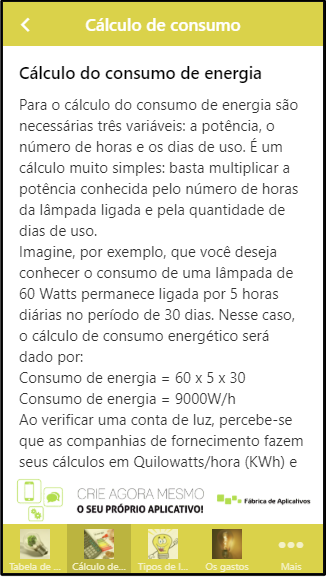 Cálculo de consumo
Cálculo do consumo de energia
Para o cálculo do consumo de energia são
necessárias três variáveis: a potência, o
número de horas e os dias de uso. É um
cálculo muito simples: basta multiplicar a
potência conhecida pelo número de horas
da lâmpada ligada e pela quantidade de
dias de uso.
Imagine, por exemplo, que você deseja
conhecer o consumo de uma lâmpada de
60 Watts permanece ligada por 5 horas
diárias no período de 30 dias. Nesse caso,
o cálculo de consumo energético será
dado por:
Consumo de energia = 60 x 5 x 30
Consumo de energia = 9000W/h
Ao verificar uma conta de luz, percebe-se
que as companhias de fornecimento fazem
seus cálculos em Quilowatts/hora (KWh) e
CRIE AGORA MESMO
O SEU PRÓPRIO APLICATIVO!
Fábrica de Aplicativos
Tabela de ...
Cálculo de...
Tipos de l...
Os gastos
Mais